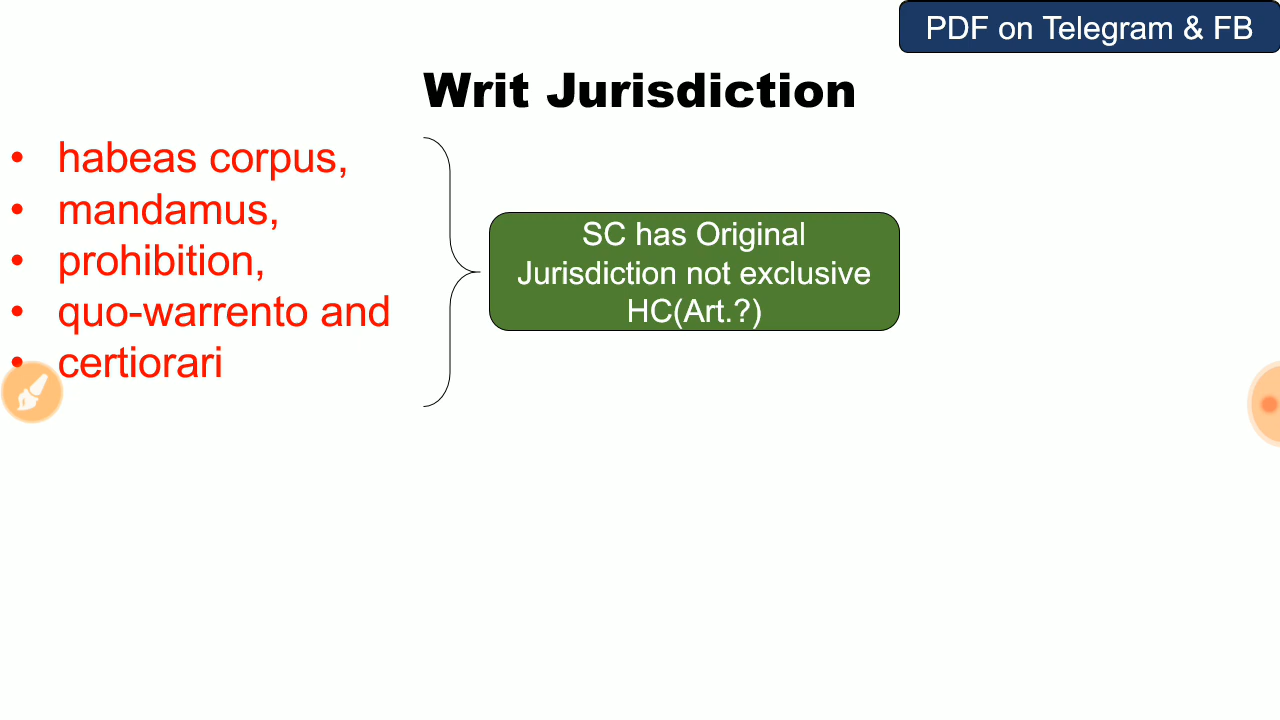 PDF on Telegram & FB
Writ Jurisdiction
• habeas corpus,
• mandamus,
• prohibition,
• quo-warrento and
• certiorari
SC has Original
Jurisdiction not exclusive
HC(Art.?)